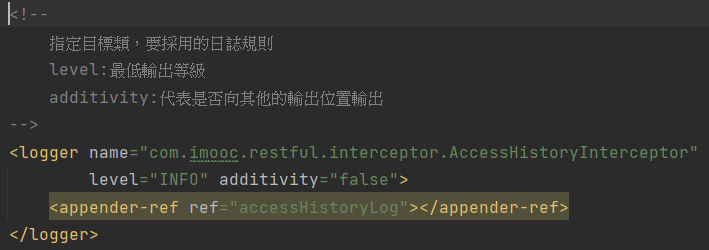 <!--
指定目標類，要採用的日誌規則
level:最低輸出等級
additivity:代表是否向其他的輸出位置輸出
-->
<logger name="com.imooc.restful.interceptor.AccessHistoryInterceptor"
level="INFO" additivity="false">
<appender-ref ref="accessHistoryLog"></appender-ref>
</logger>